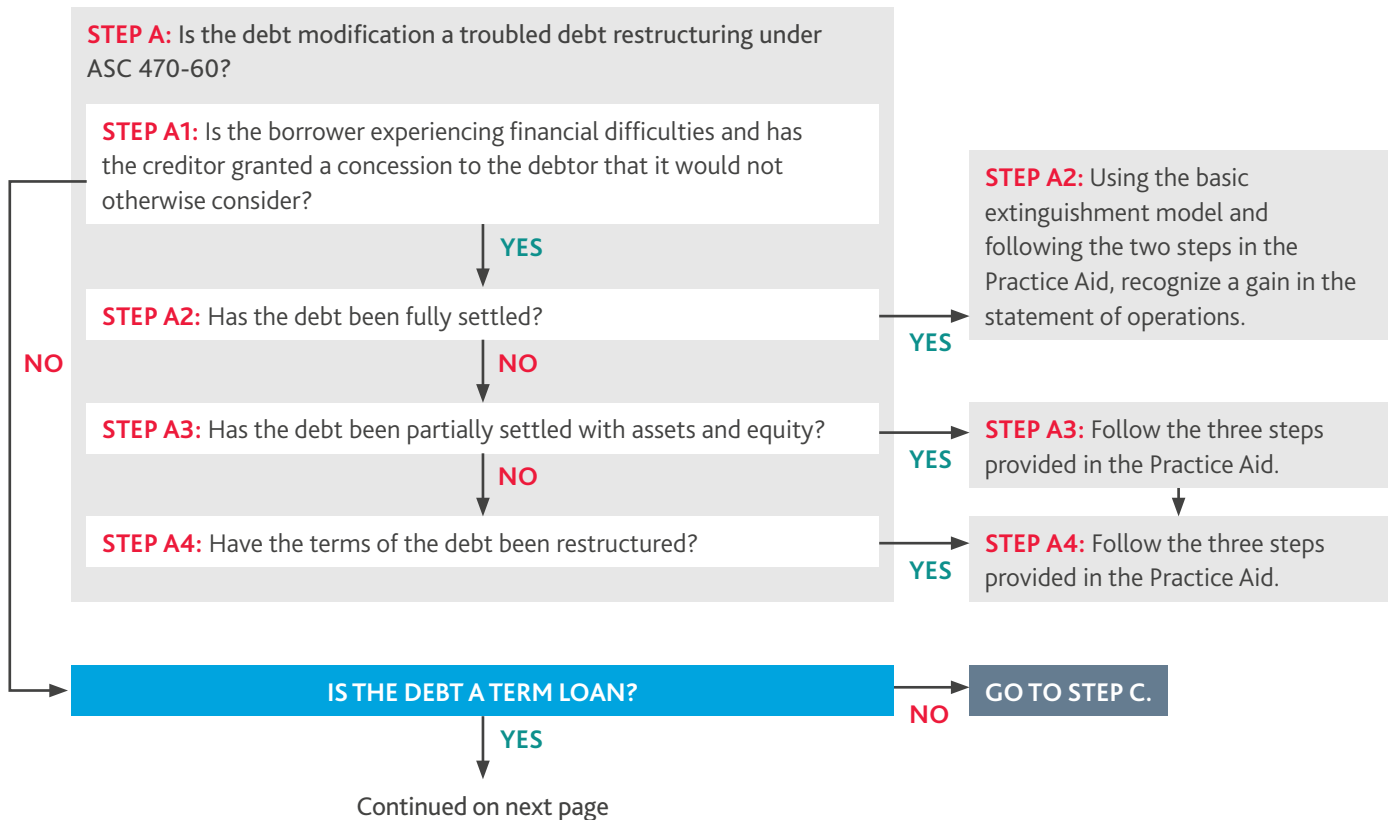 STEP A: Is the debt modification a troubled debt restructuring under
ASC 470-60?
STEP A1: Is the borrower experiencing financial difficulties and has
the creditor granted a concession to the debtor that it would not
otherwise consider?
YES
NO
STEP A2: Has the debt been fully settled?
YES
STEP A2: Using the basic
extinguishment model and
following the two steps in the
Practice Aid, recognize a gain in the
statement of operations.
NO
STEP A3: Has the debt been partially settled with assets and equity?
YES
STEP A3: Follow the three steps
provided in the Practice Aid.
NO
STEP A4: Have the terms of the debt been restructured?
YES
STEP A4: Follow the three steps
provided in the Practice Aid.
IS THE DEBT A TERM LOAN?
NO
GO TO STEP C.
YES
Continued on next page